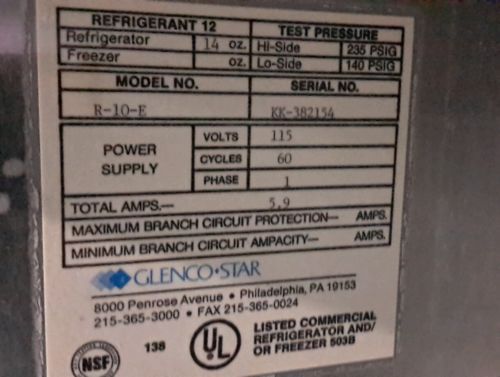 REFRIGERANT 12 TEST PRESSURE
Refrigerator 14 oz. Hi-Side 235 PSIG
Freezer oz. Lo-Side 140 PSIG
MODEL NO. SERIAL NO.
R-10-E KK-382154
POWER SUPPLY
VOLTS 115
CYCLES 60
PHASE 1
TOTAL AMPS.— 5.9
MAXIMUM BRANCH CIRCUIT PROTECTION— AMPS.
MINIMUM BRANCH CIRCUIT AMPACITY— AMPS.
GLENCO•STAR
8000 Penrose Avenue • Philadelphia, PA 19153
215-365-3000 • FAX 215-365-0024
NSF
138
UL
LISTED COMMERCIAL
REFRIGERATOR AND/
OR FREEZER 503B